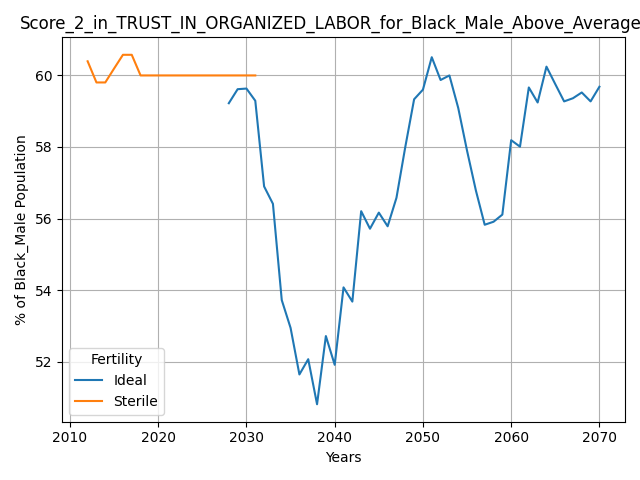 Score_2_in_TRUST_IN_ORGANIZED_LABOR_for_Black_Male_Above_Average
% of Black_Male Population
60
58
56
54
52
Fertility
Ideal
Sterile
2010 2020 2030 2040 2050 2060 2070
Years